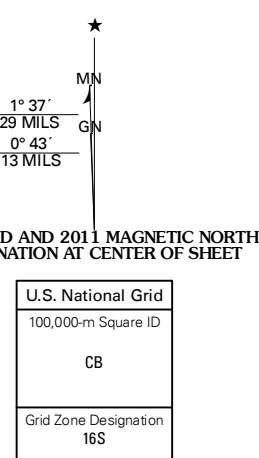 MN
1° 37´
29 MILS
GN
0° 43´
13 MILS
D AND 2011 MAGNETIC NORTH
NATION AT CENTER OF SHEET
U.S. National Grid
100,000-m Square ID
CB
Grid Zone Designation
16S